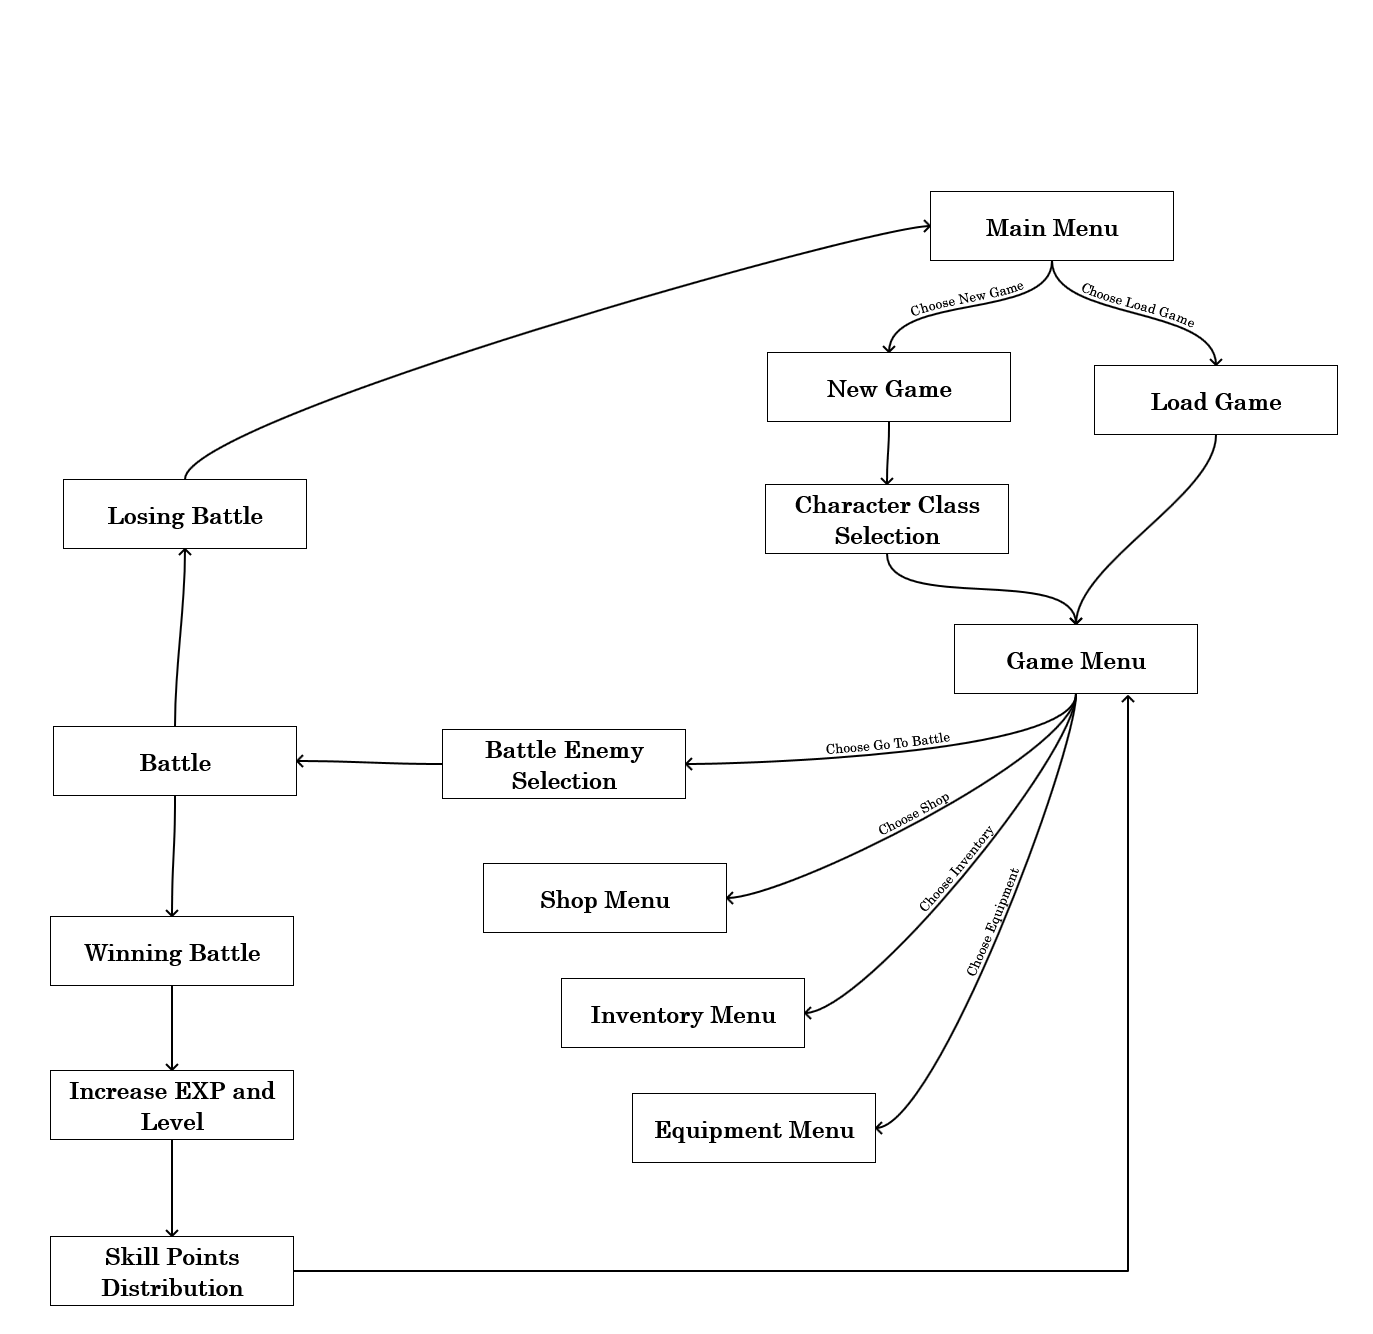 Main Menu
Choose New Game
Choose Load Game
New Game
Load Game
Character Class
Selection
Losing Battle
Game Menu
Choose Go To Battle
Battle Enemy
Selection
Battle
Choose Shop
Shop Menu
Choose Inventory
Inventory Menu
Choose Equipment
Equipment Menu
Winning Battle
Increase EXP and
Level
Skill Points
Distribution